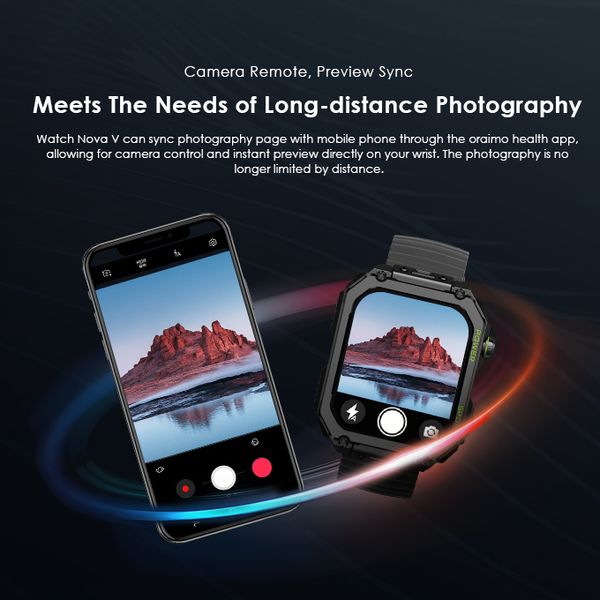 Camera Remote, Preview Sync
Meets The Needs of Long-distance Photography
Watch Nova V can sync photography page with mobile phone through the oraimo health app,
allowing for camera control and instant preview directly on your wrist. The photography is no
longer limited by distance.
POWER